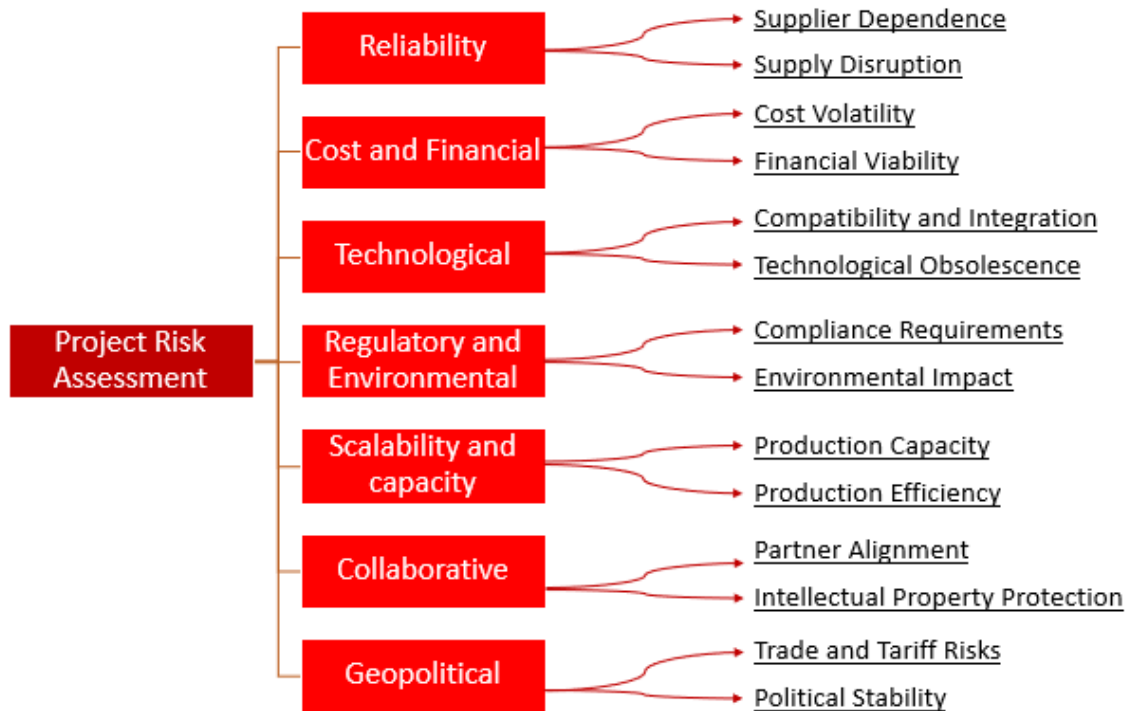 Project Risk
Assessment
Reliability
Supplier Dependence
Supply Disruption
Cost and Financial
Cost Volatility
Financial Viability
Technological
Compatibility and Integration
Technological Obsolescence
Regulatory and
Environmental
Compliance Requirements
Environmental Impact
Scalability and
capacity
Production Capacity
Production Efficiency
Collaborative
Partner Alignment
Intellectual Property Protection
Geopolitical
Trade and Tariff Risks
Political Stability